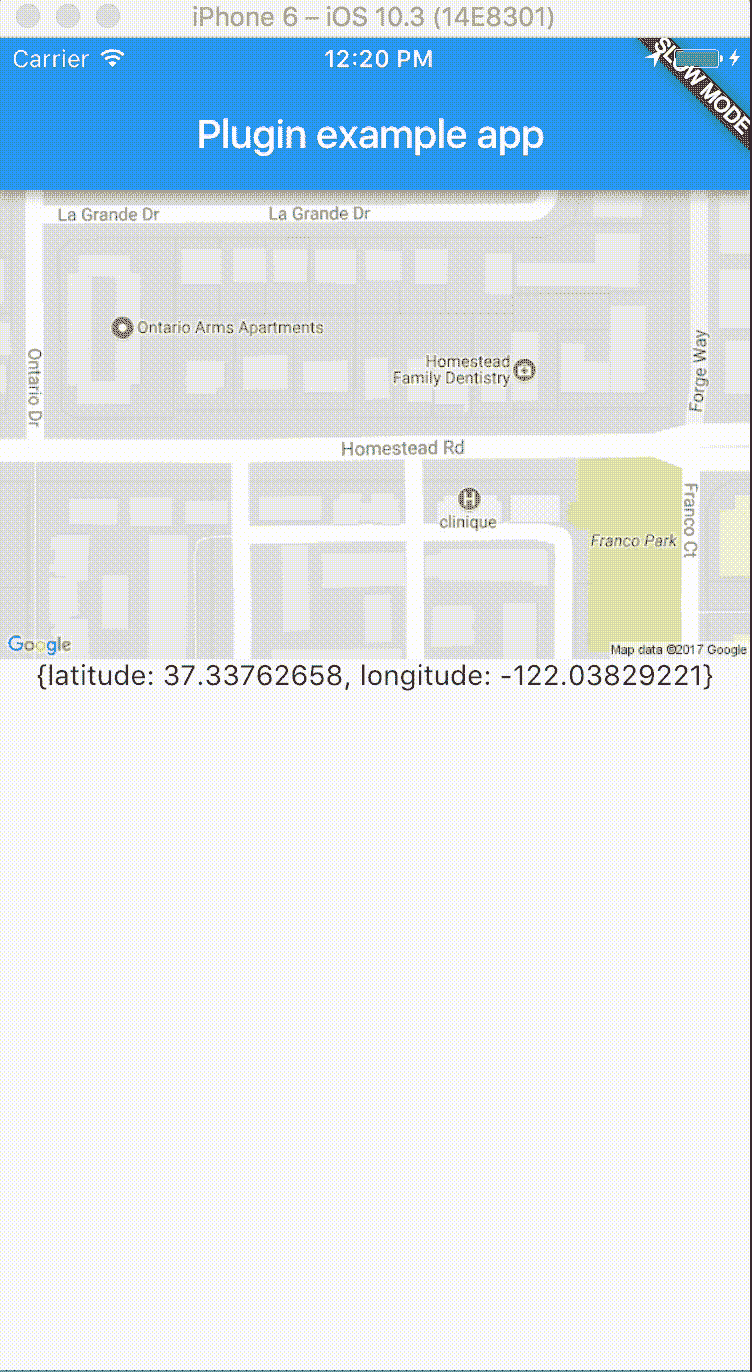 iPhone 6 – iOS 10.3 (14E8301)
Carrier 12:20 PM
SLOW MODE
Plugin example app
La Grande Dr La Grande Dr
Ontario Arms Apartments
Ontario Dr
Homestead
Family Dentistry
Forge Way
Homestead Rd
clinique
Franco Park
Franco Ct
Google
Map data ©2017 Google
{latitude: 37.33762658, longitude: -122.03829221}